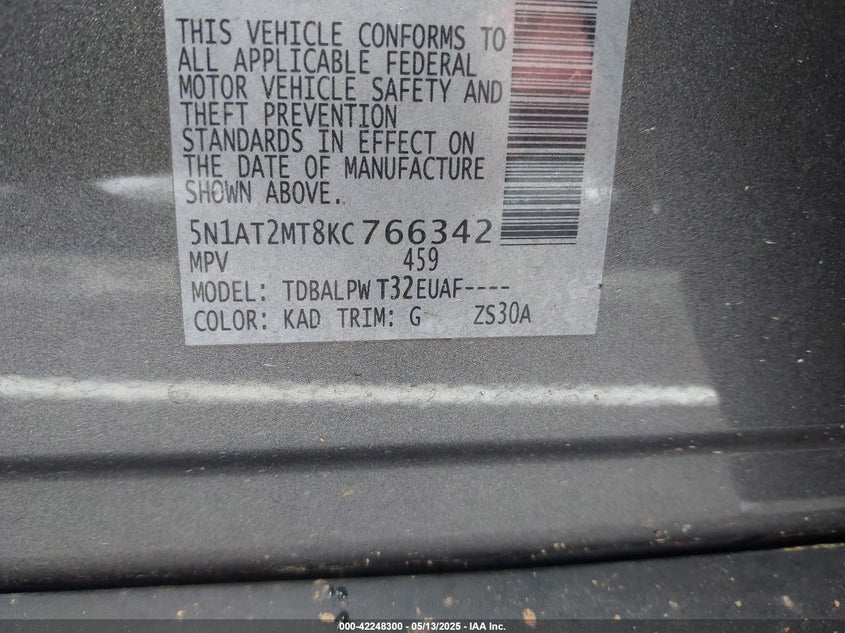 THIS VEHICLE CONFORMS TO
ALL APPLICABLE FEDERAL
MOTOR VEHICLE SAFETY AND
THEFT PREVENTION
STANDARDS IN EFFECT ON
THE DATE OF MANUFACTURE
SHOWN ABOVE.
5N1AT2MT8KC766342
MPV 459
MODEL: TDBALPW T32EUAF----
COLOR: KAD TRIM: G ZS30A
000-42248300 - 05/13/2025 - IAA Inc.